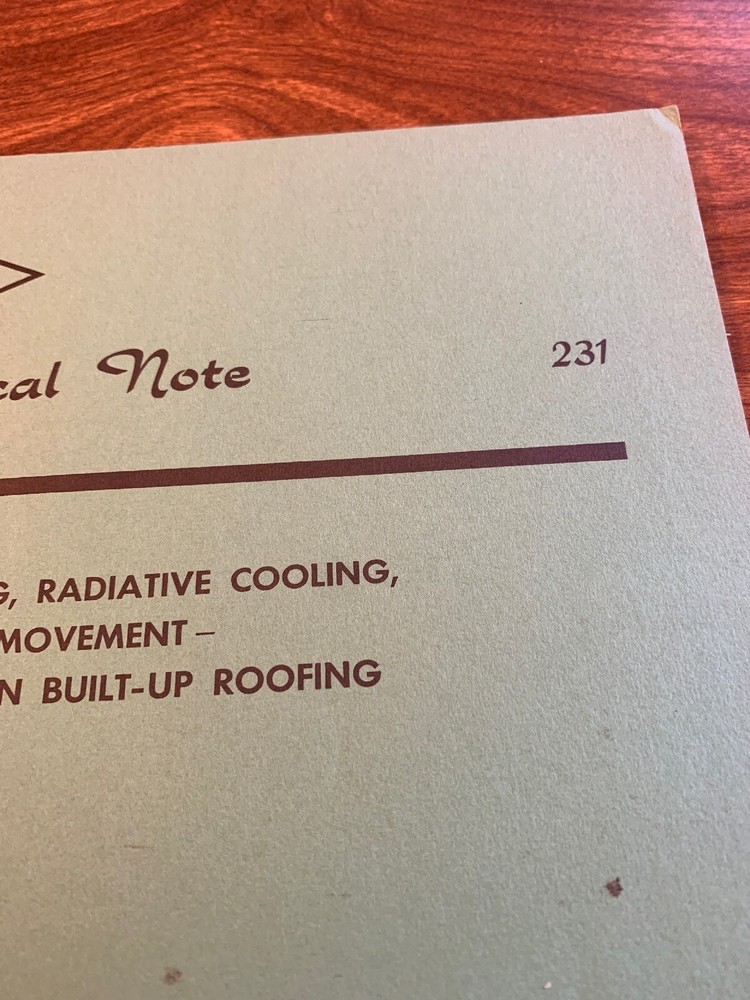 cal Note
231
G, RADIATIVE COOLING,
MOVEMENT –
N BUILT-UP ROOFING